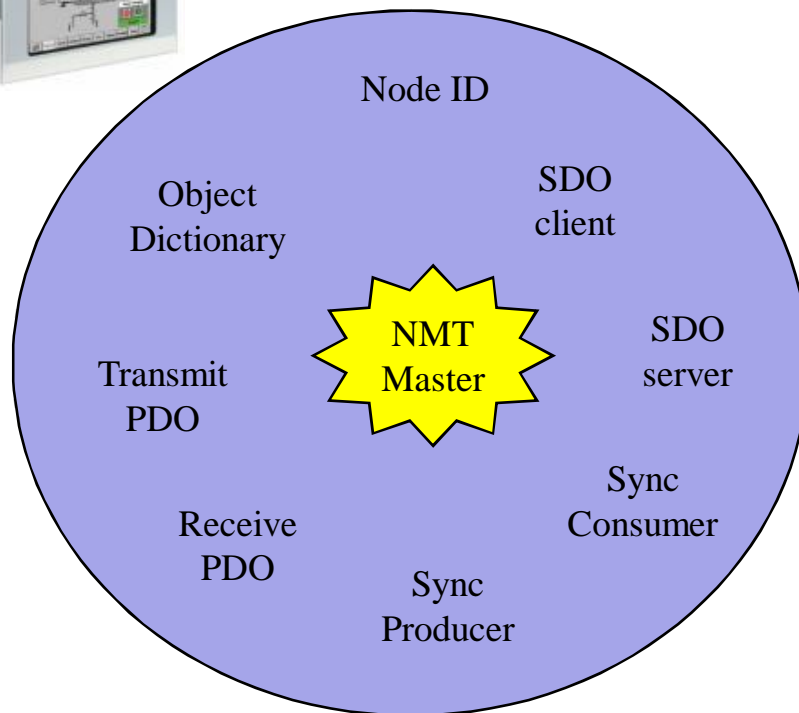 Node ID
Object
Dictionary
SDO
client
NMT
Master
SDO
server
Transmit
PDO
Sync
Consumer
Receive
PDO
Sync
Producer